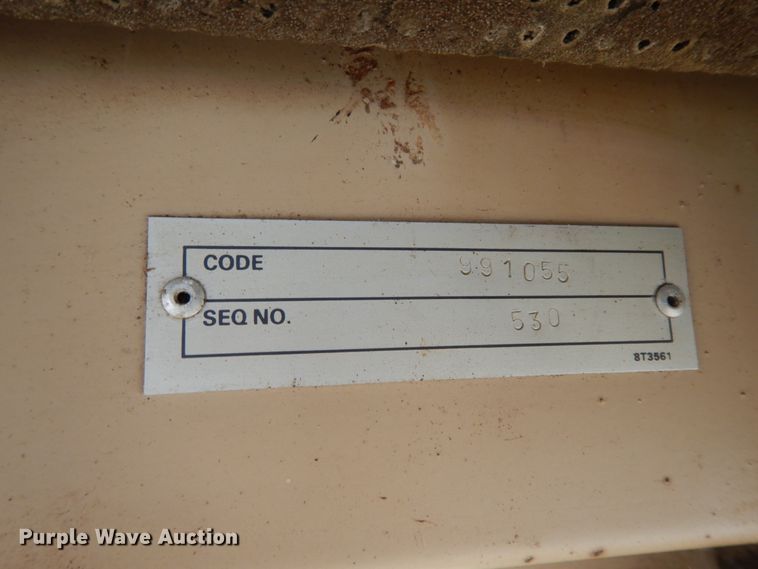 CODE 991055
SEQ NO. 530
8T3561
Purple Wave Auction